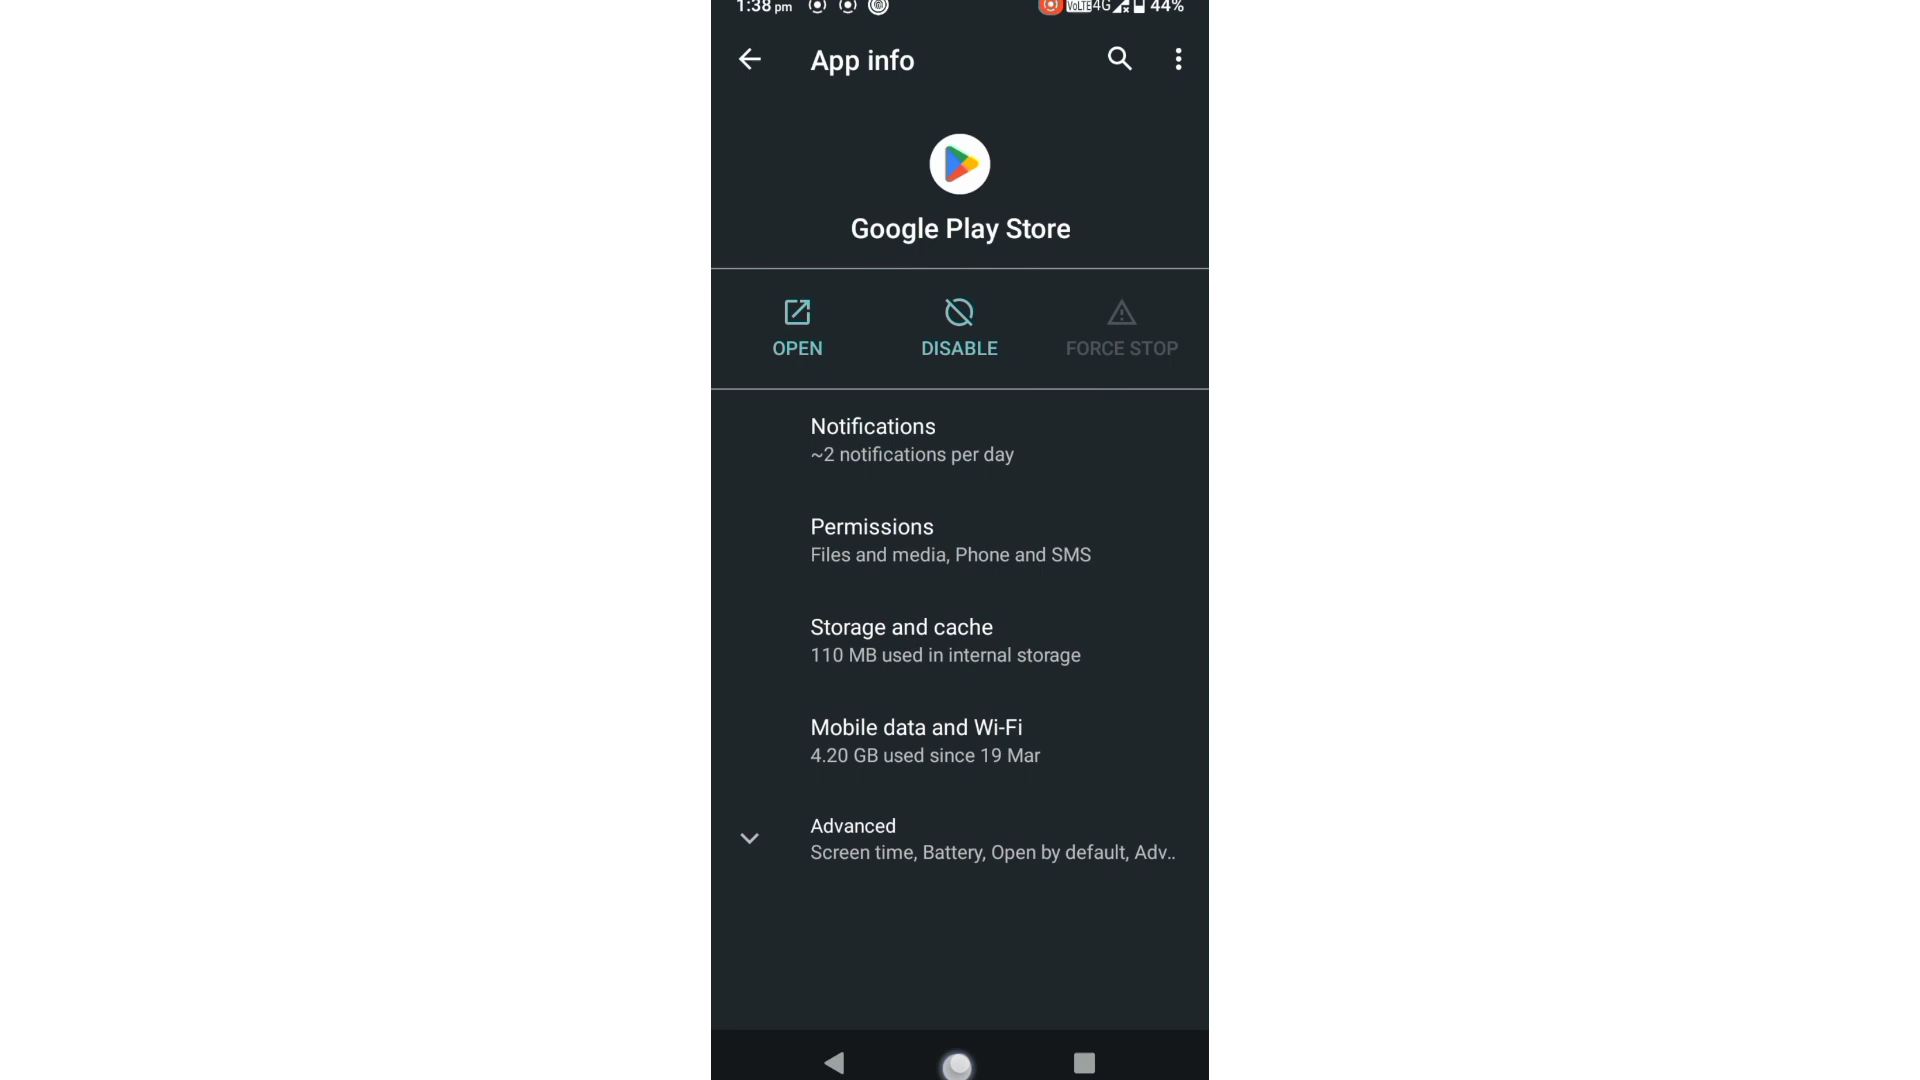 1:38 pm VoLTE 4G 44%
App info
Google Play Store
OPEN DISABLE FORCE STOP
Notifications
~2 notifications per day
Permissions
Files and media, Phone and SMS
Storage and cache
110 MB used in internal storage
Mobile data and Wi-Fi
4.20 GB used since 19 Mar
Advanced
Screen time, Battery, Open by default, Adv..